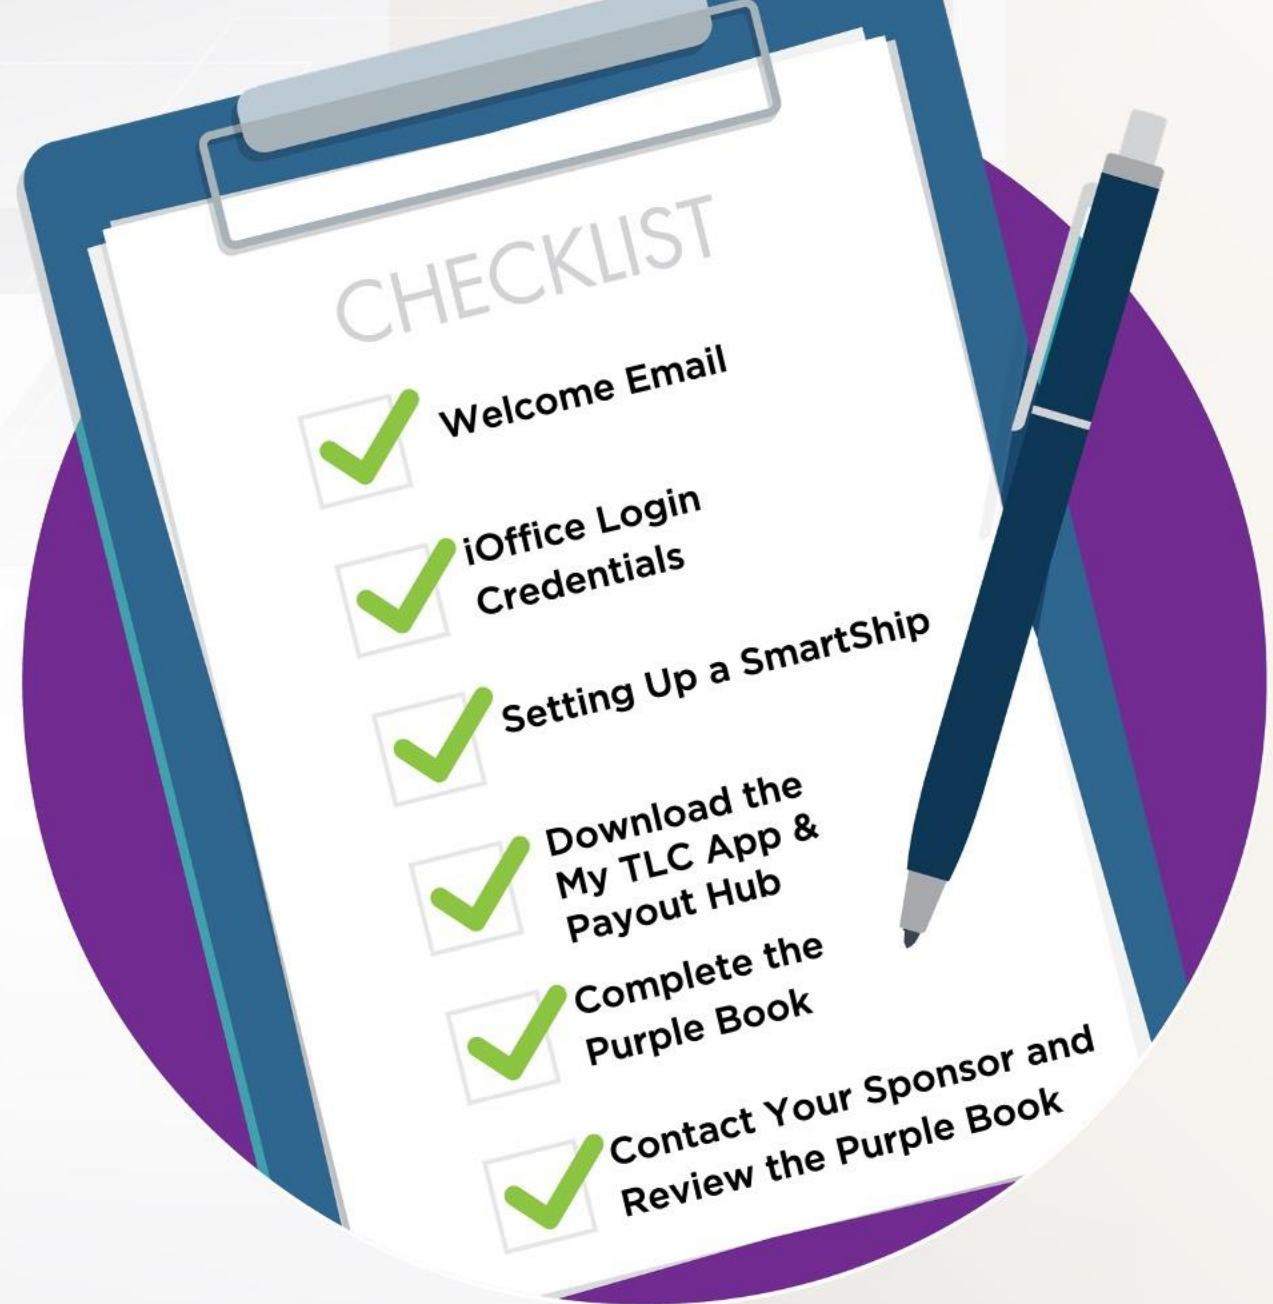 CHECKLIST
Welcome Email
iOffice Login
Credentials
Setting Up a SmartShip
Download the
My TLC App &
Payout Hub
Complete the
Purple Book
Contact Your Sponsor and
Review the Purple Book